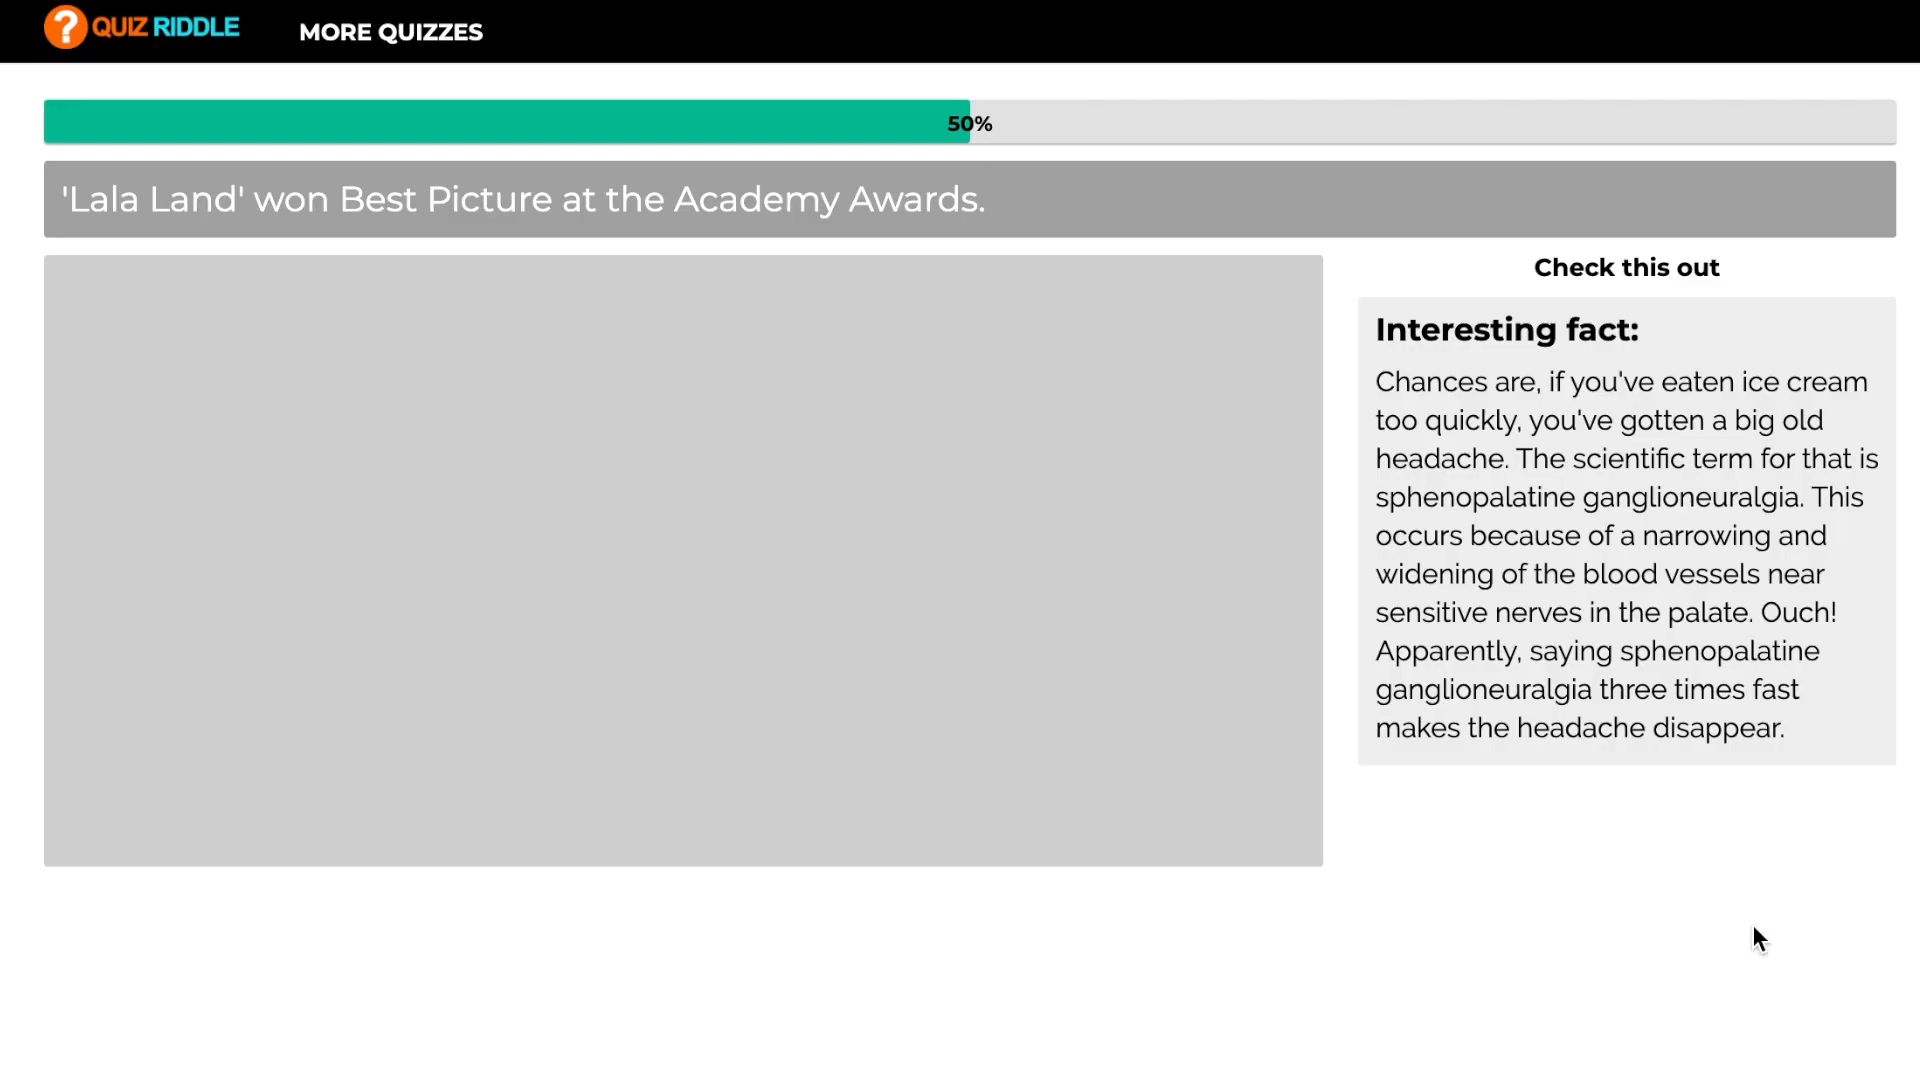 ? QUIZ RIDDLE
MORE QUIZZES
50%
'Lala Land' won Best Picture at the Academy Awards.
Check this out
Interesting fact:
Chances are, if you've eaten ice cream
too quickly, you've gotten a big old
headache. The scientific term for that is
sphenopalatine ganglioneuralgia. This
occurs because of a narrowing and
widening of the blood vessels near
sensitive nerves in the palate. Ouch!
Apparently, saying sphenopalatine
ganglioneuralgia three times fast
makes the headache disappear.